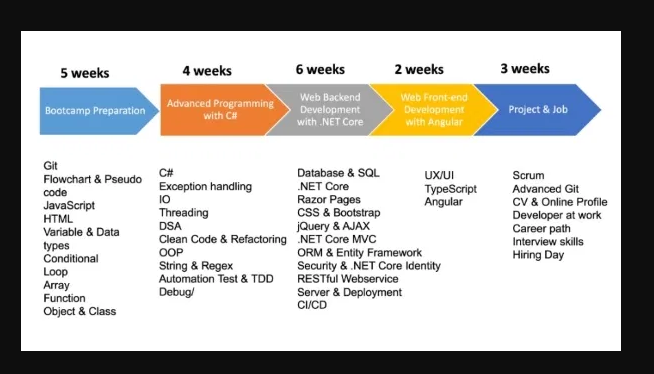 5 weeks
4 weeks
6 weeks
2 weeks
3 weeks
Bootcamp Preparation
Advanced Programming
with C#
Web Backend
Development
with .NET Core
Web Front-end
Development
with Angular
Project & Job
Git
Flowchart & Pseudo
code
JavaScript
HTML
Variable & Data
types
Conditional
Loop
Array
Function
Object & Class
C#
Exception handling
IO
Threading
DSA
Clean Code & Refactoring
OOP
String & Regex
Automation Test & TDD
Debug/
Database & SQL
.NET Core
Razor Pages
CSS & Bootstrap
jQuery & AJAX
.NET Core MVC
ORM & Entity Framework
Security & .NET Core Identity
RESTful Webservice
Server & Deployment
CI/CD
UX/UI
TypeScript
Angular
Scrum
Advanced Git
CV & Online Profile
Developer at work
Career path
Interview skills
Hiring Day